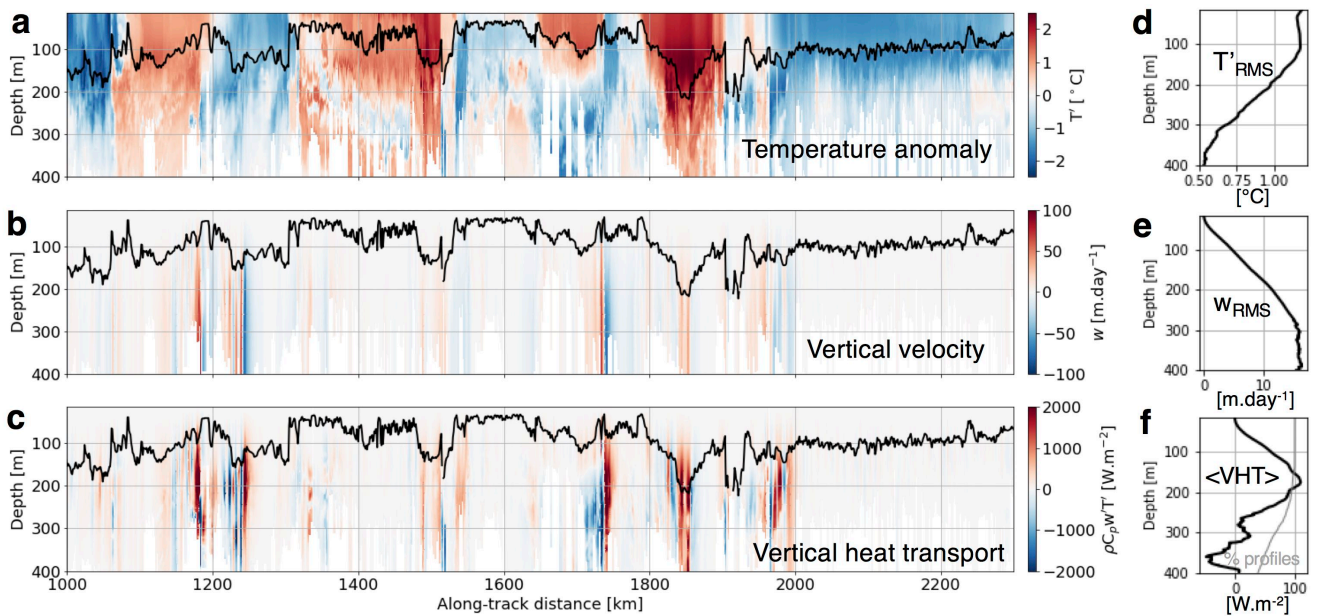 a
Depth [m]
100
200
300
400
Temperature anomaly
2
1
0
−1
−2
T' [ ° C]
b
Depth [m]
100
200
300
400
Vertical velocity
100
50
0
−50
−100
w [m.day⁻¹]
c
Depth [m]
100
200
300
400
Vertical heat transport
1000 1200 1400 1600 1800 2000 2200
Along-track distance [km]
2000
1000
0
−1000
−2000
ρCₚw'T' [W.m⁻²]
d
Depth [m]
100
200
300
400
T'RMS
0.50 0.75 1.00
[°C]
e
Depth [m]
100
200
300
400
wRMS
0 10
[m.day⁻¹]
f
Depth [m]
100
200
300
400
<VHT>
% profiles
0 100
[W.m⁻²]